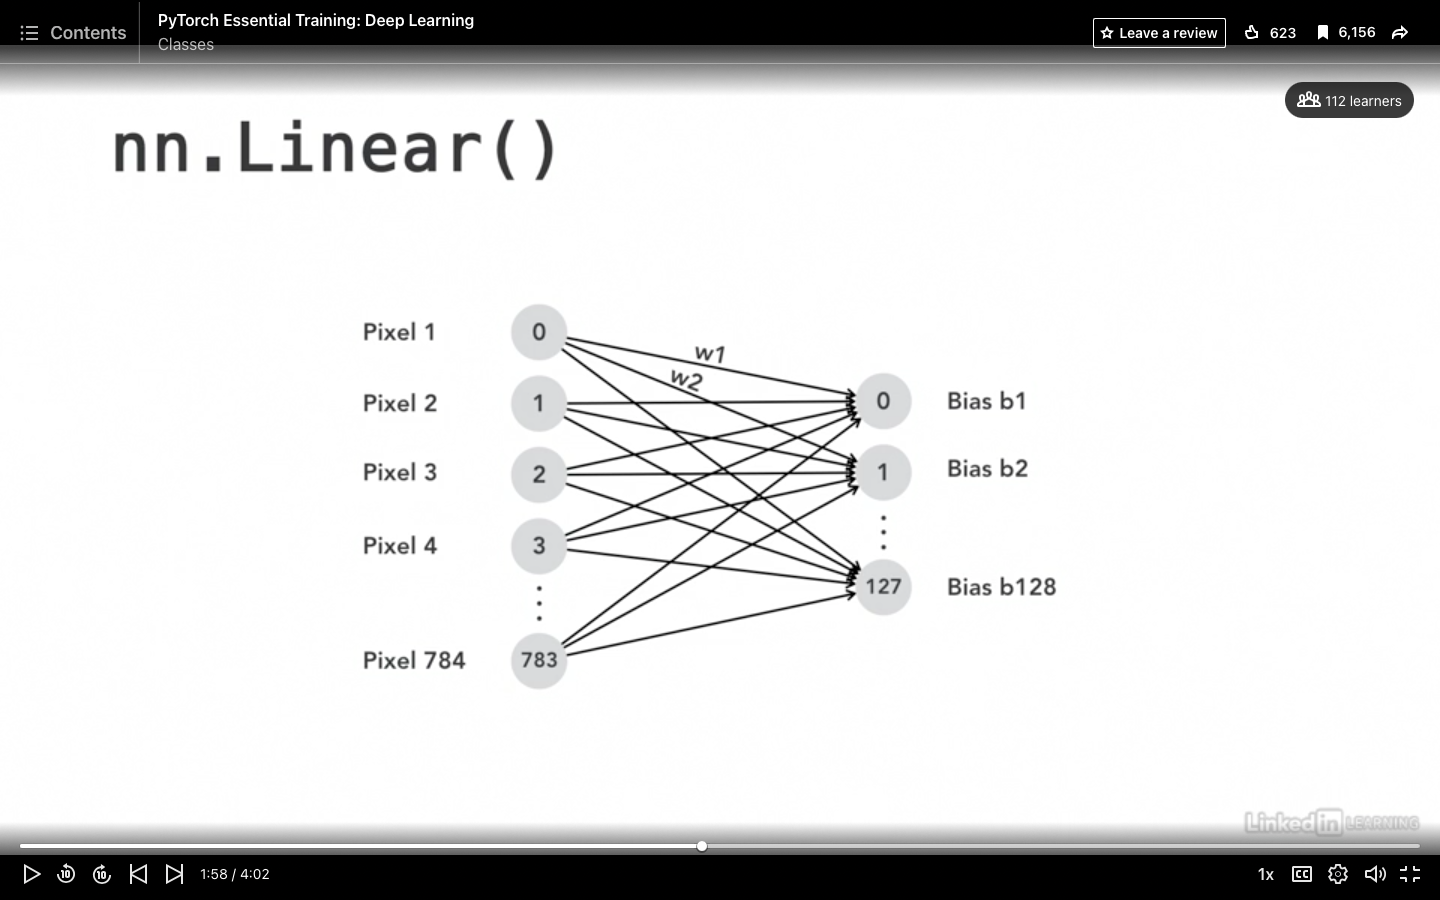 Contents
PyTorch Essential Training: Deep Learning
Classes
Leave a review
623
6,156
112 learners
nn.Linear()
Pixel 1
0
w1
w2
0
Bias b1
Pixel 2
1
Pixel 3
2
1
Bias b2
Pixel 4
3
127
Bias b128
Pixel 784
783
Linked in LEARNING
10
10
1:58 / 4:02
1x
CC